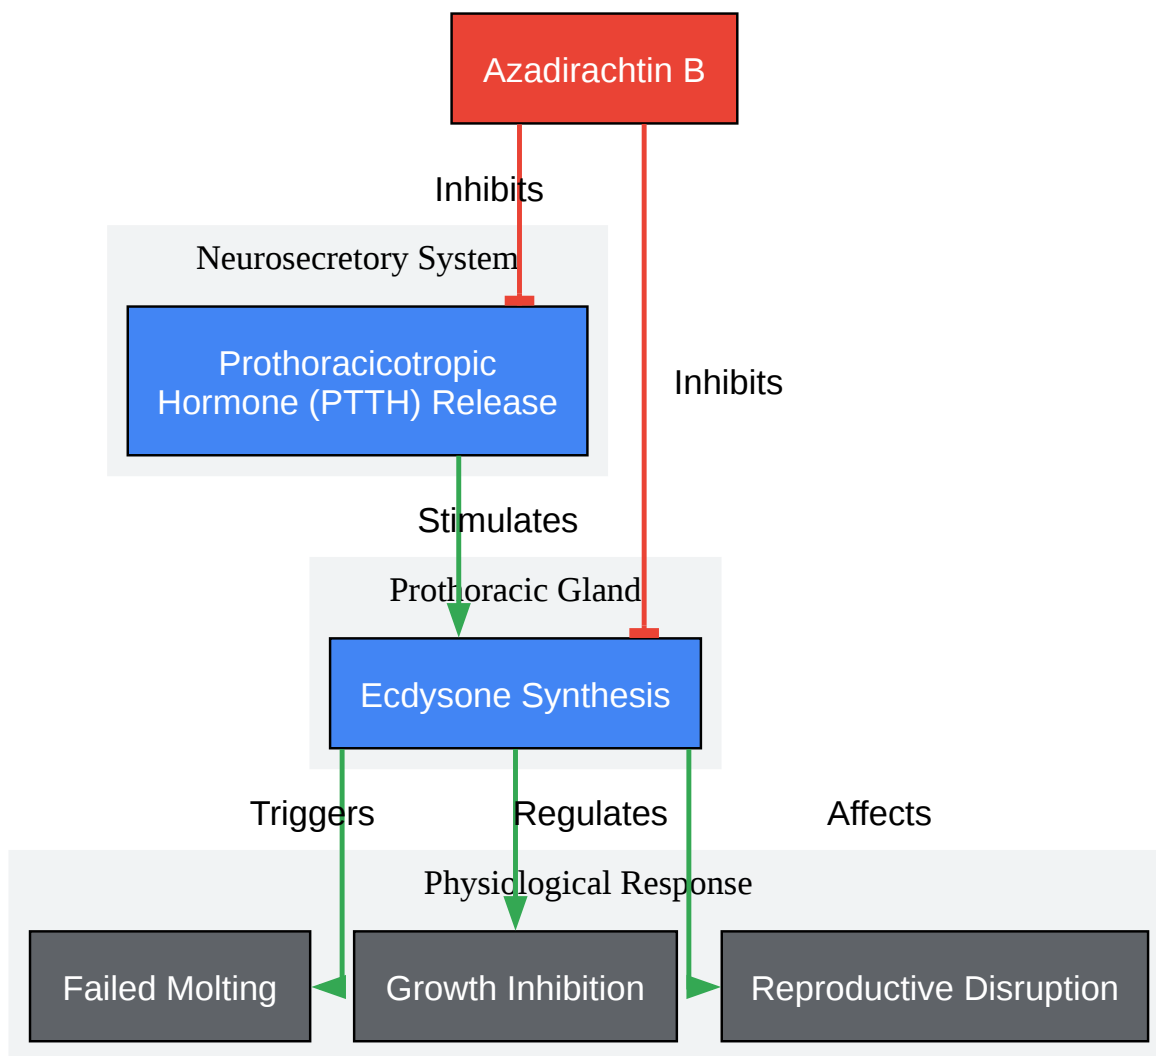 Azadirachtin B
Inhibits
Neurosecretory System
Prothoracicotropic
Hormone (PTTH) Release
Inhibits
Stimulates
Prothoracic Gland
Ecdysone Synthesis
Triggers
Regulates
Affects
Physiological Response
Failed Molting
Growth Inhibition
Reproductive Disruption